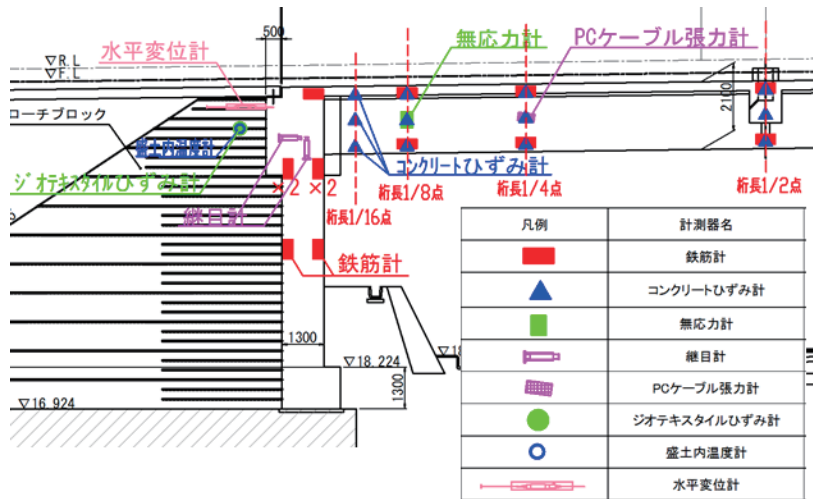 500
水平変位計
無応力計
PCケーブル張力計
▽R.L
▽F.L
2100
ローチブロック
盛土内温度計
コンクリートひずみ計
ジオテキスタイルひずみ計
×2
×2
継目計
桁長1/16点
桁長1/8点
桁長1/4点
桁長1/2点
鉄筋計
1300
▽18.224
1300
▽16.924
凡例
計測器名
鉄筋計
コンクリートひずみ計
無応力計
継目計
PCケーブル張力計
ジオテキスタイルひずみ計
盛土内温度計
水平変位計